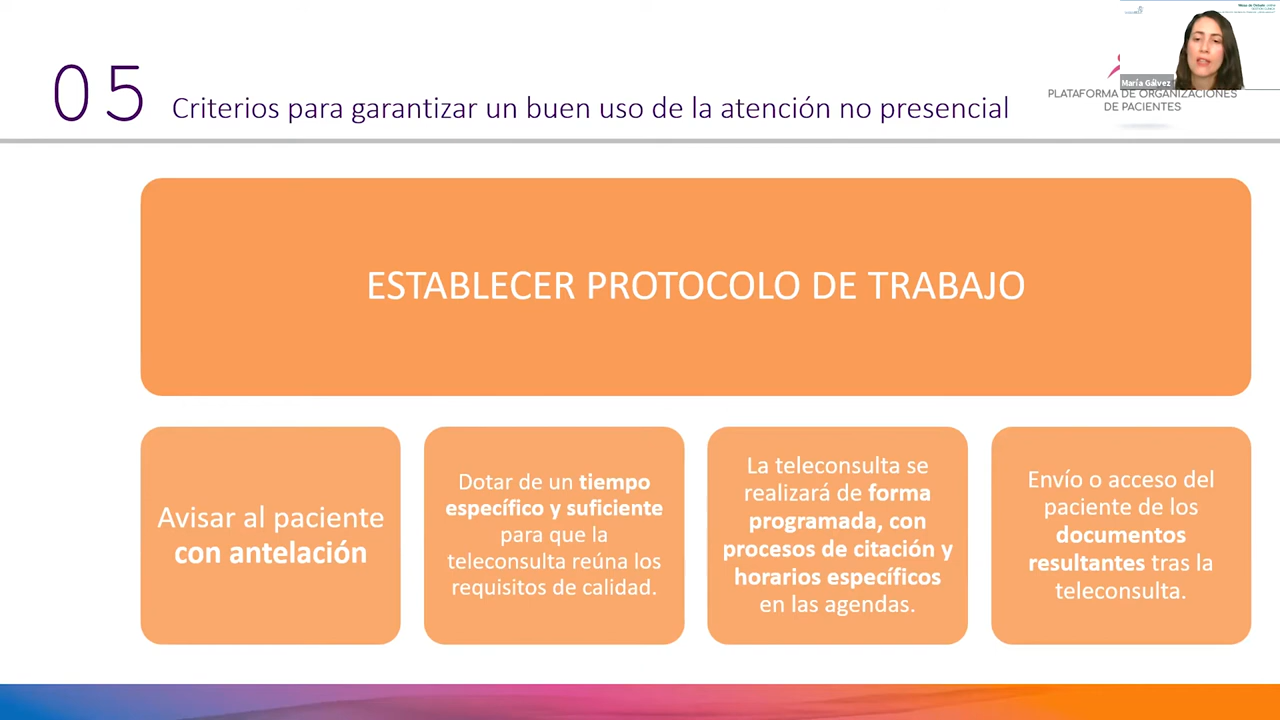 05 Criterios para garantizar un buen uso de la atención no presencial
María Gálvez
PLATAFORMA DE ORGANIZACIONES
DE PACIENTES
ESTABLECER PROTOCOLO DE TRABAJO
Avisar al paciente
con antelación
Dotar de un tiempo
específico y suficiente
para que la
teleconsulta reúna los
requisitos de calidad.
La teleconsulta se
realizará de forma
programada, con
procesos de citación y
horarios específicos
en las agendas.
Envío o acceso del
paciente de los
documentos
resultantes tras la
teleconsulta.